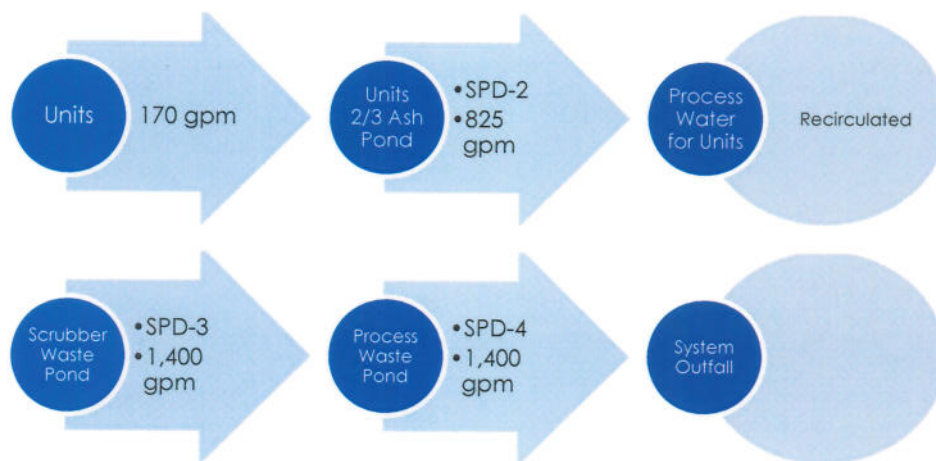 Units
170 gpm
Units
2/3 Ash
Pond
•SPD-2
•825
gpm
Process
Water
for Units
Recirculated
Scrubber
Waste
Pond
•SPD-3
•1,400
gpm
Process
Waste
Pond
•SPD-4
•1,400
gpm
System
Outfall